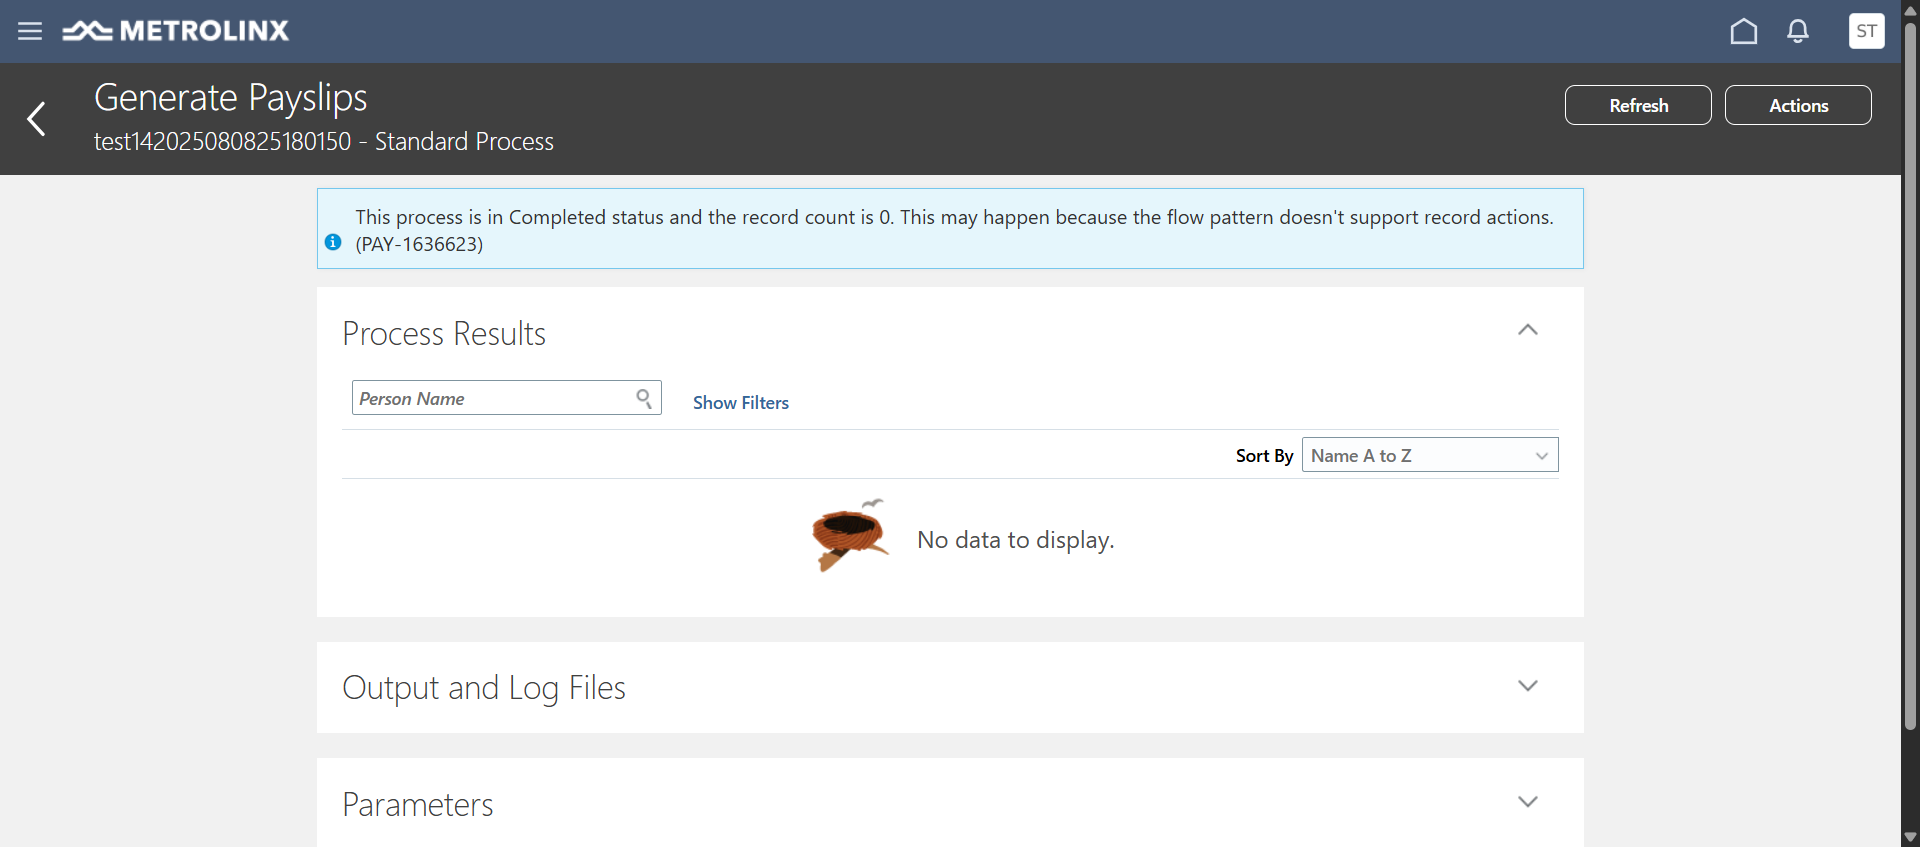 METROLINX
ST
Generate Payslips
test142025080825180150 - Standard Process
Refresh
Actions
This process is in Completed status and the record count is 0. This may happen because the flow pattern doesn't support record actions.
(PAY-1636623)
Process Results
Person Name
Show Filters
Sort By
Name A to Z
No data to display.
Output and Log Files
Parameters